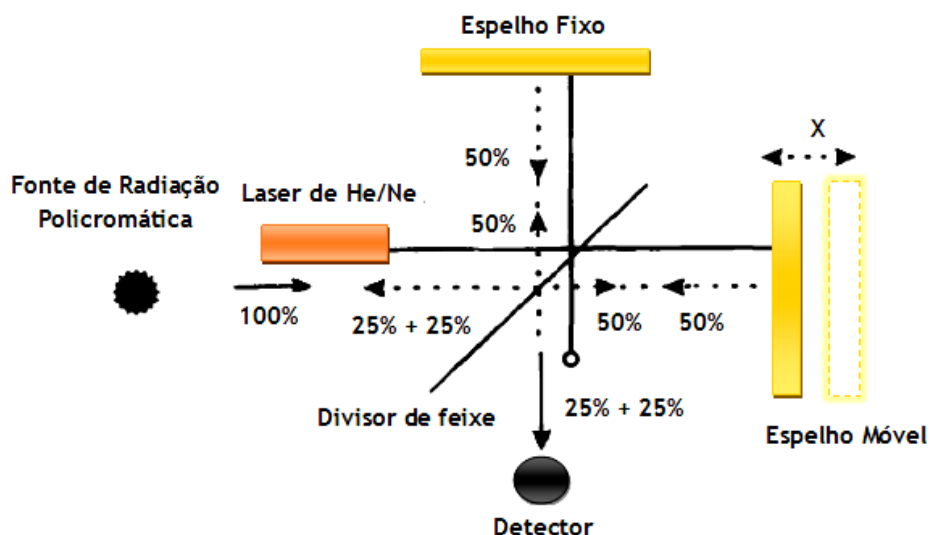 Espelho Fixo
X
50%
Fonte de Radiação
Policromática
Laser de He/Ne
50%
100%
25% + 25%
50%
50%
Divisor de feixe
25% + 25%
Espelho Móvel
Detector